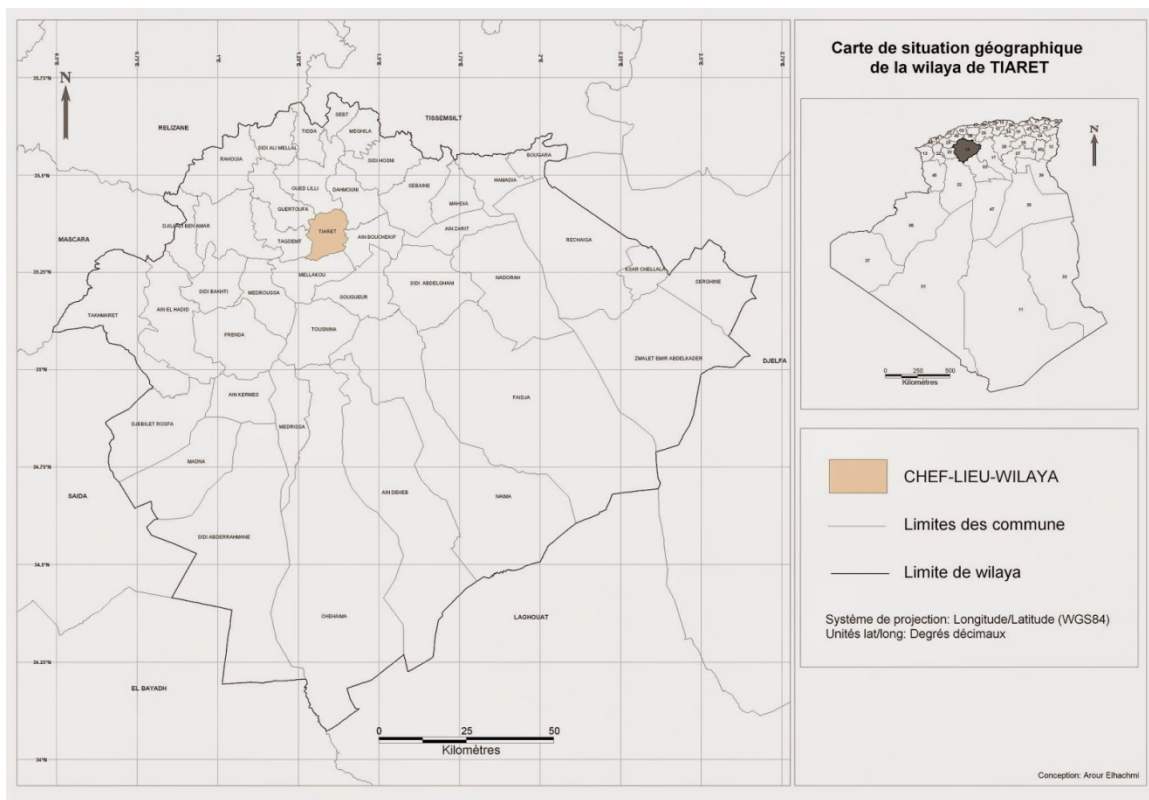 Carte de situation géographique
de la wilaya de TIARET
N
RELIZANE
TISSEMSILT
SEBT
TIDDA
MEGHILA
SIDI ALI MELLAL
RAHOUIA
SIDI HOSNI
BOUGARA
HAMADIA
SEBAINE
MAHDIA
OUED LILLI
DAHMOUNI
GUERTOUFA
TIARET
AIN BOUCHEKIF
AIN ZARIT
RECHAIGA
TAGDEMT
MASCARA
MELLAKOU
NADORAH
KSAR CHELLALA
SERGHINE
SIDI BAKHTI
MEDROUSSA
SOUGUEUR
SIDI ABDELGHANI
TAKHMARET
AIN EL HADID
FRENDA
TOUSNINA
ZMALET EMIR ABDELKADER
DJELFA
AIN KERMES
FAIDJA
DJEBILET ROSFA
MEDRISSA
MADNA
SAIDA
AIN DEHEB
NAIMA
SIDI ABDERRAHMANE
CHEHAIMA
LAGHOUAT
EL BAYADH
0 25 50
Kilomètres
N
0 250 500
Kilomètres
CHEF-LIEU-WILAYA
Limites des commune
Limite de wilaya
Système de projection: Longitude/Latitude (WGS84)
Unités lat/long: Degrés décimaux
Conception: Arour Elhachmi